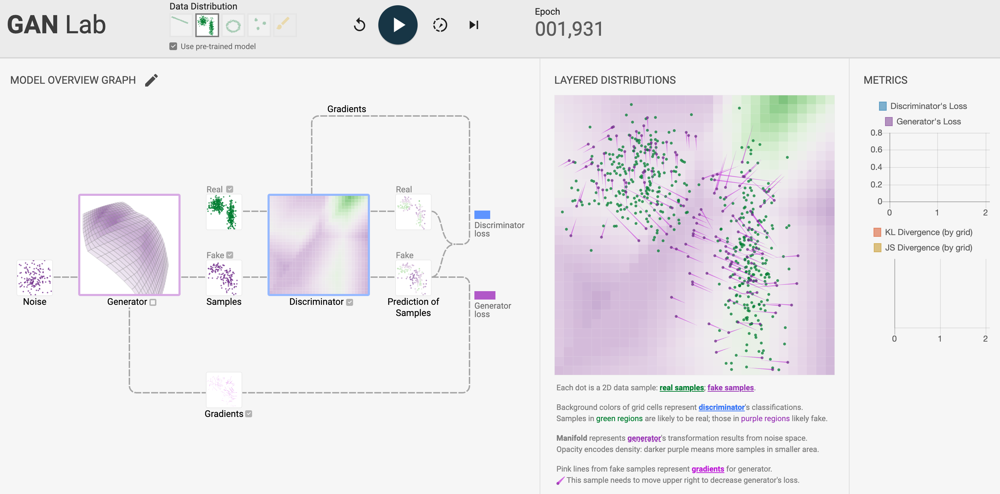 GAN Lab
Data Distribution
Use pre-trained model
Epoch
001,931
MODEL OVERVIEW GRAPH
Gradients
Real
Real
Discriminator
loss
Fake
Fake
Noise
Generator
Samples
Discriminator
Prediction of
Samples
Generator
loss
Gradients
LAYERED DISTRIBUTIONS
Each dot is a 2D data sample: real samples; fake samples.
Background colors of grid cells represent discriminator's classifications.
Samples in green regions are likely to be real; those in purple regions likely fake.
Manifold represents generator's transformation results from noise space.
Opacity encodes density: darker purple means more samples in smaller area.
Pink lines from fake samples represent gradients for generator.
This sample needs to move upper right to decrease generator's loss.
METRICS
Discriminator's Loss
Generator's Loss
0.8
0.6
0.4
0.2
0
0 1 2
KL Divergence (by grid)
JS Divergence (by grid)
0 1 2